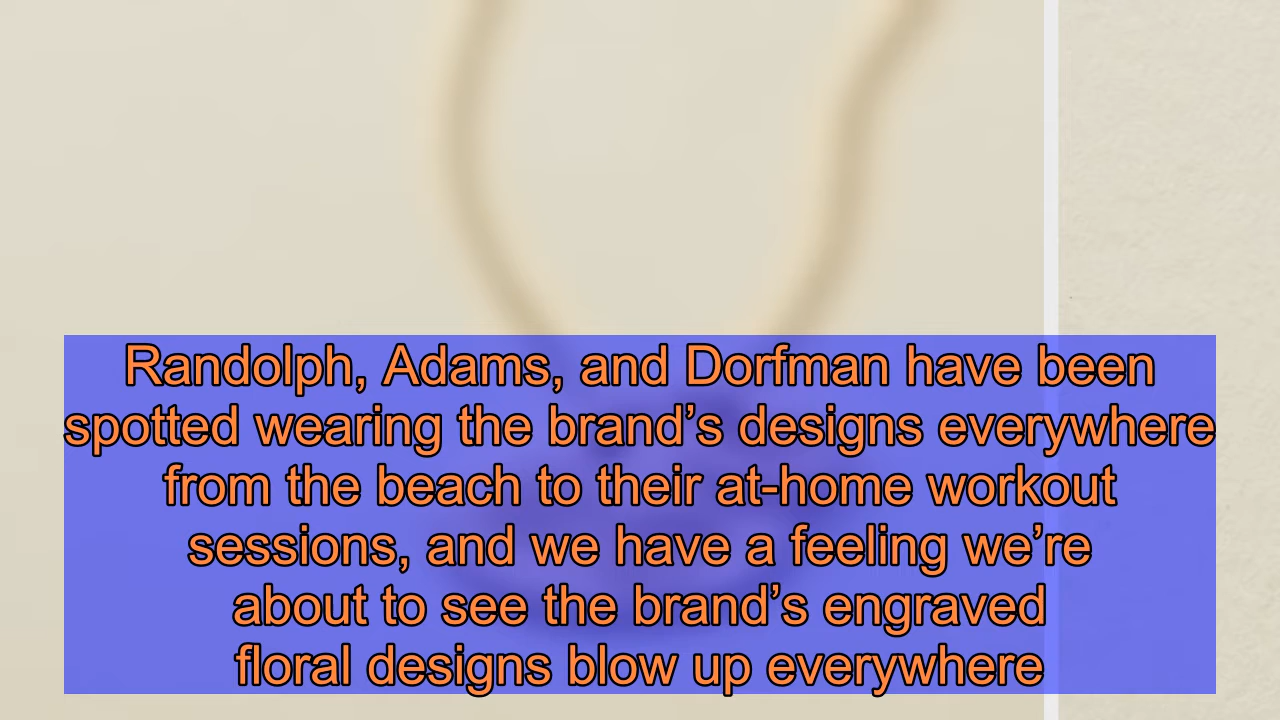 Randolph, Adams, and Dorfman have been
spotted wearing the brand’s designs everywhere
from the beach to their at-home workout
sessions, and we have a feeling we’re
about to see the brand’s engraved
floral designs blow up everywhere